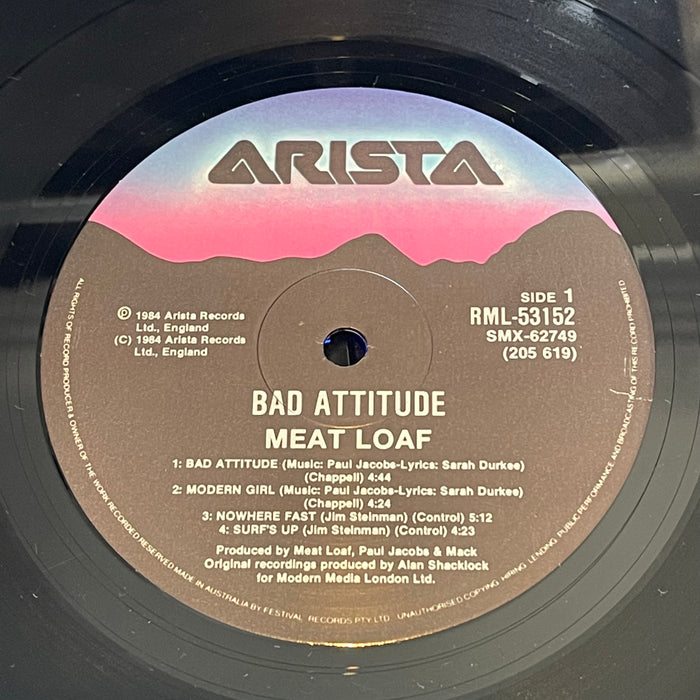 ARISTA
SIDE 1
RML-53152
SMX-62749
(205 619)
Ⓟ 1984 Arista Records
Ltd., England
(C) 1984 Arista Records
Ltd., England
BAD ATTITUDE
MEAT LOAF
1: BAD ATTITUDE (Music: Paul Jacobs-Lyrics: Sarah Durkee)
(Chappell) 4:44
2: MODERN GIRL (Music: Paul Jacobs-Lyrics: Sarah Durkee)
(Chappell) 4:24
3: NOWHERE FAST (Jim Steinman) (Control) 5:12
4: SURF'S UP (Jim Steinman) (Control) 4:23
Produced by Meat Loaf, Paul Jacobs & Mack
Original recordings produced by Alan Shacklock
for Modern Media London Ltd.
ALL RIGHTS OF RECORD PRODUCER & OWNER OF THE WORK RECORDED RESERVED MADE IN AUSTRALIA BY FESTIVAL RECORDS PTY. LTD. UNAUTHORISED COPYING, HIRING, LENDING, PUBLIC PERFORMANCE AND BROADCASTING OF THIS RECORD PROHIBITED